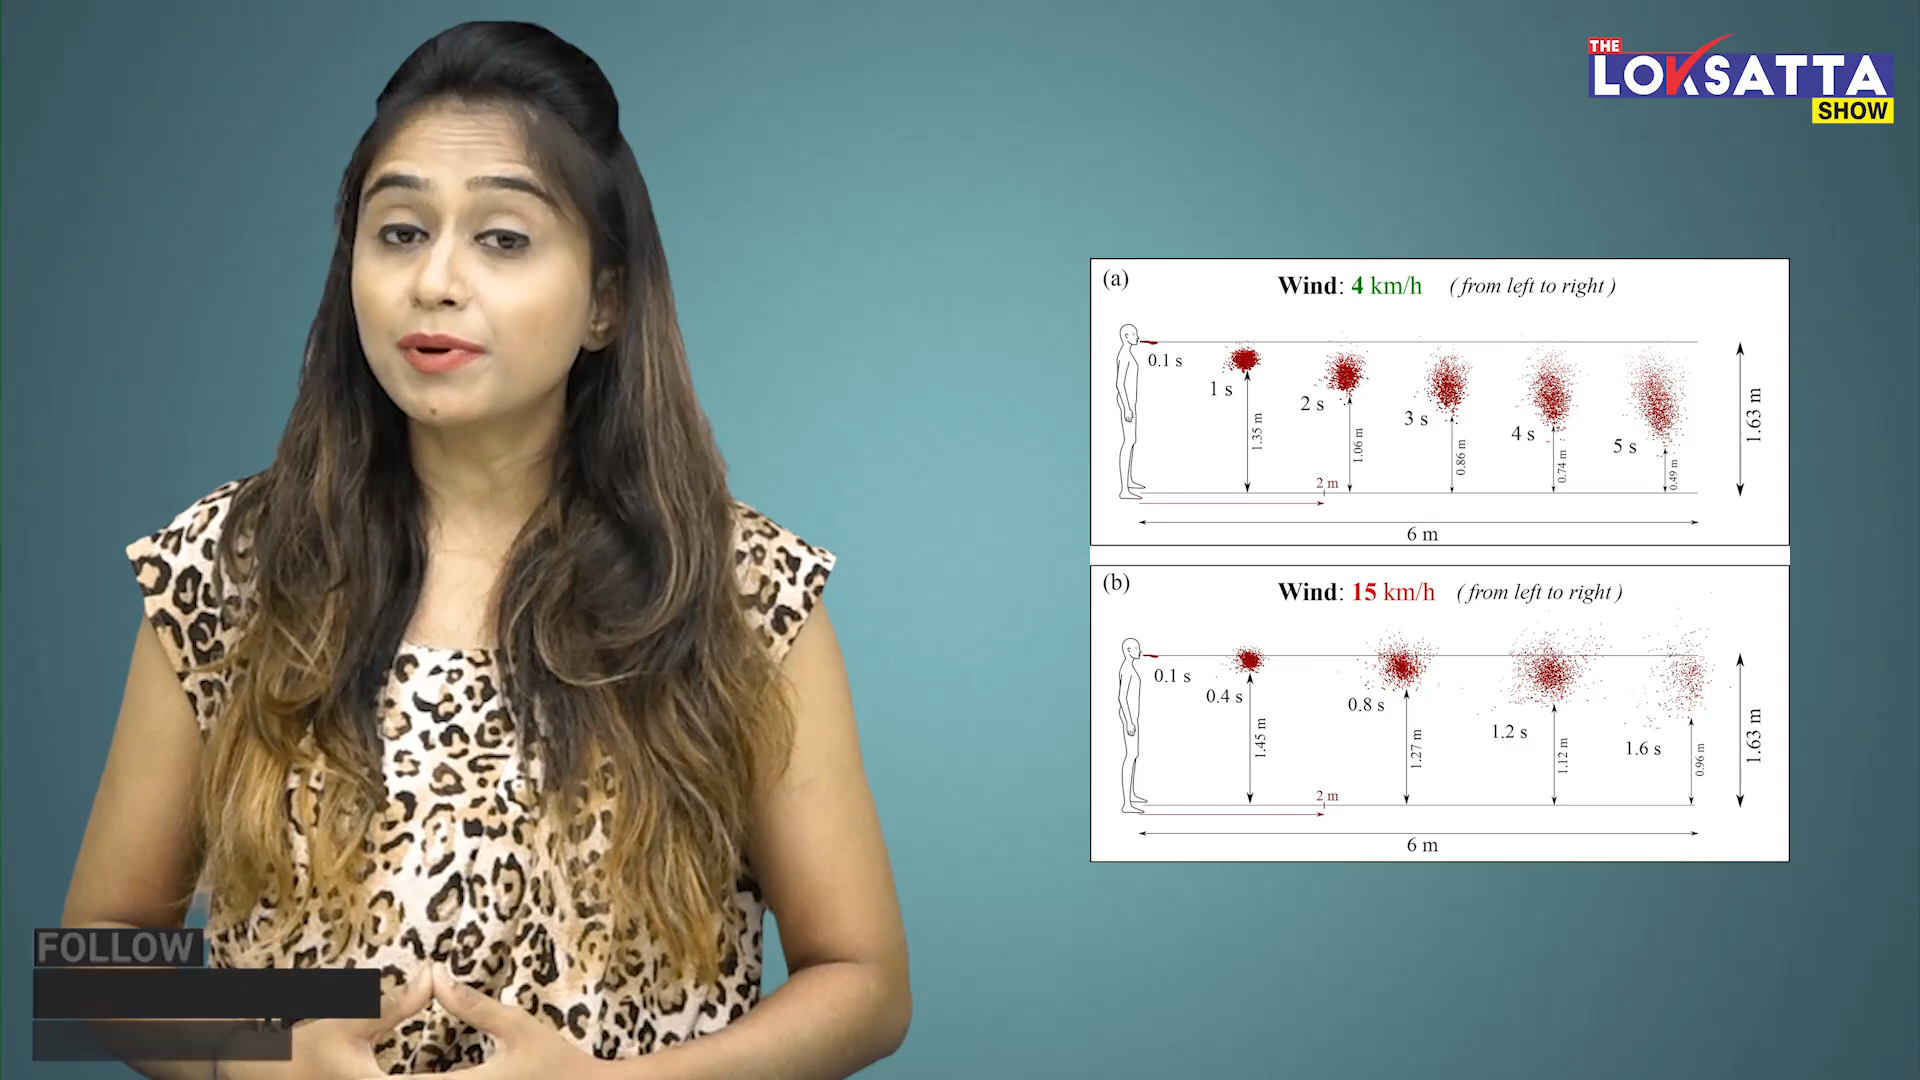 THE
LOKSATTA
SHOW
(a)
Wind: 4 km/h ( from left to right )
0.1 s
1 s
2 s
3 s
4 s
5 s
1.35 m
1.06 m
0.86 m
0.74 m
0.49 m
1.63 m
2 m
6 m
(b)
Wind: 15 km/h ( from left to right )
0.1 s
0.4 s
0.8 s
1.2 s
1.6 s
1.45 m
1.27 m
1.12 m
0.96 m
1.63 m
2 m
6 m
FOLLOW